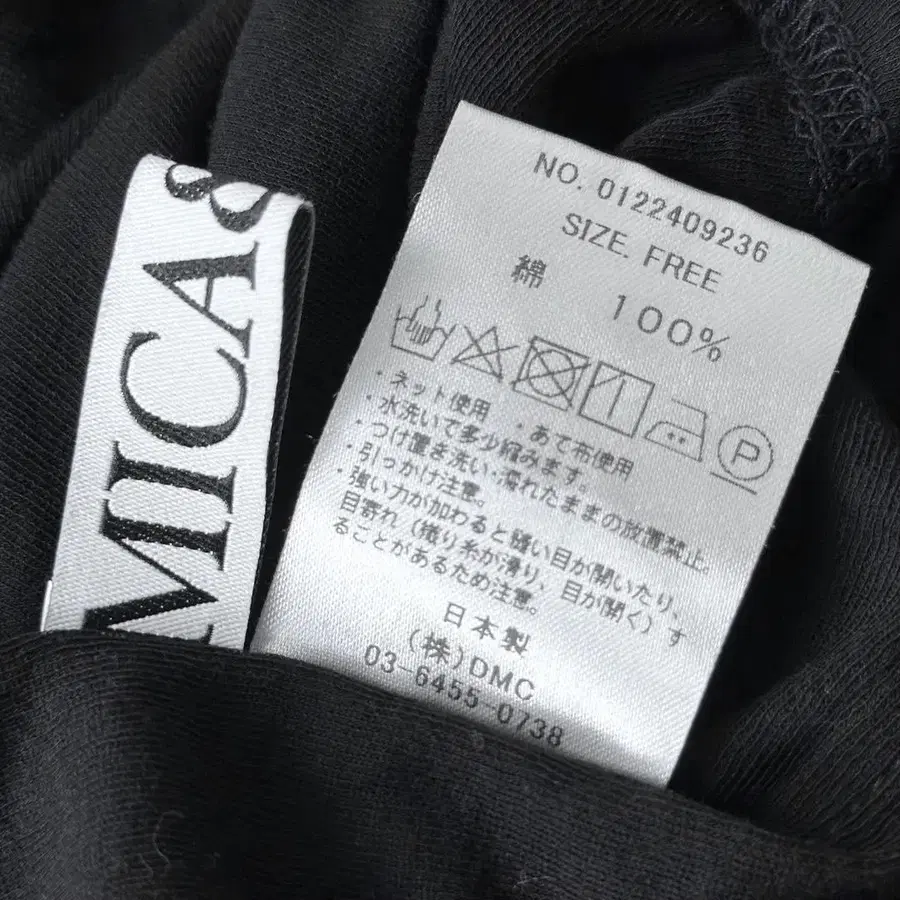 MICA&
NO. 0122409236
SIZE. FREE
綿 100%
P
・ネット使用 ・あて布使用
・水洗いで多少縮みます。
・つけ置き洗い・濡れたままの放置禁止。
・引っかけ注意。
強い力が加わると縫い目が開いたり、
目寄れ（織り糸が滑り，目が開く）す
ることがあるため注意。
日本製
（株）DMC
03-6455-0738